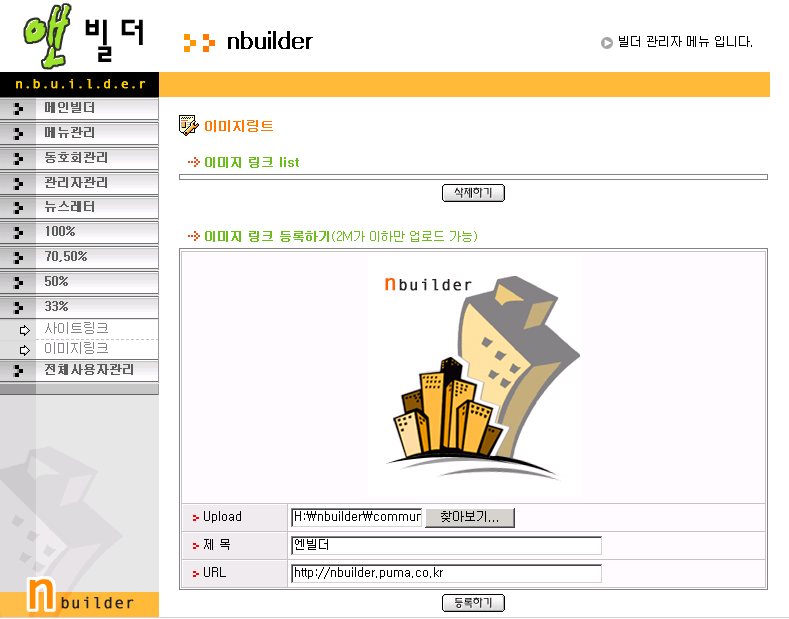 앤빌더
nbuilder
빌더 관리자 메뉴 입니다.
n.b.u.i.l.d.e.r
메인빌더
메뉴관리
동호회관리
관리자관리
뉴스레터
100%
70,50%
50%
33%
사이트링크
이미지링크
전체사용자관리
nbuilder
이미지링트
이미지 링크 list
삭제하기
이미지 링크 등록하기(2M가 이하만 업로드 가능)
nbuilder
Upload
H:\nbuilder\commur
찾아보기...
제 목
엔빌더
URL
http://nbuilder.puma.co.kr
등록하기